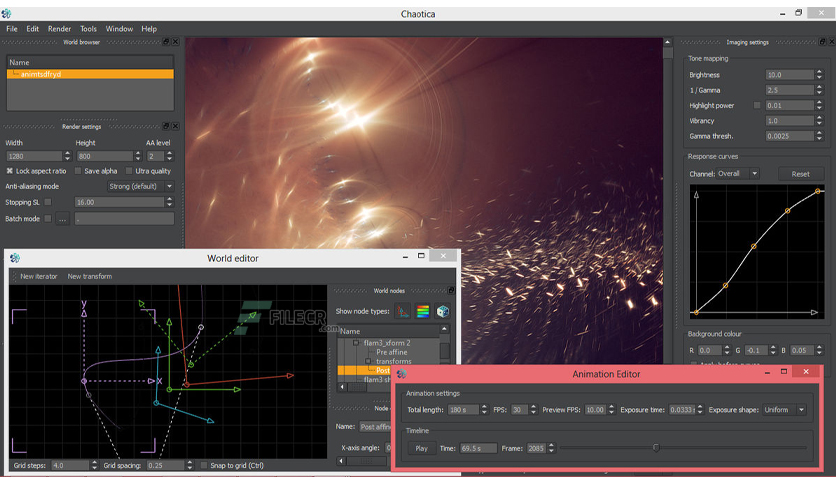 Chaotica
File Edit Render Tools Window Help
World browser
Name
animtsdfryd
Render settings
Width Height AA level
1280 800 2
Lock aspect ratio Save alpha Ultra quality
Anti-aliasing mode Strong (default)
Stopping SL 16.00
Batch mode ...
Imaging settings
Tone mapping
Brightness 10.0
1 / Gamma 2.5
Highlight power 0.01
Vibrancy 1.0
Gamma thresh. 0.0025
Response curves
Channel: Overall Reset
Background colour
R 0.0 G -0.1 B 0.05
World editor
New iterator New transform
y
x
FILECR
.com
World nodes
Show node types:
Name
flam3_xform 2
Pre affine
transforms
Post
flam3 sh
Node
Name: Post affin
X-axis angle: 0
Grid steps: 4.0 Grid spacing: 0.25 Snap to grid (Ctrl)
Animation Editor
Animation settings
Total length: 180 s FPS: 30 Preview FPS: 10.00 Exposure time: 0.0333 s Exposure shape: Uniform
Timeline
Play Time: 69.5 s Frame: 2085